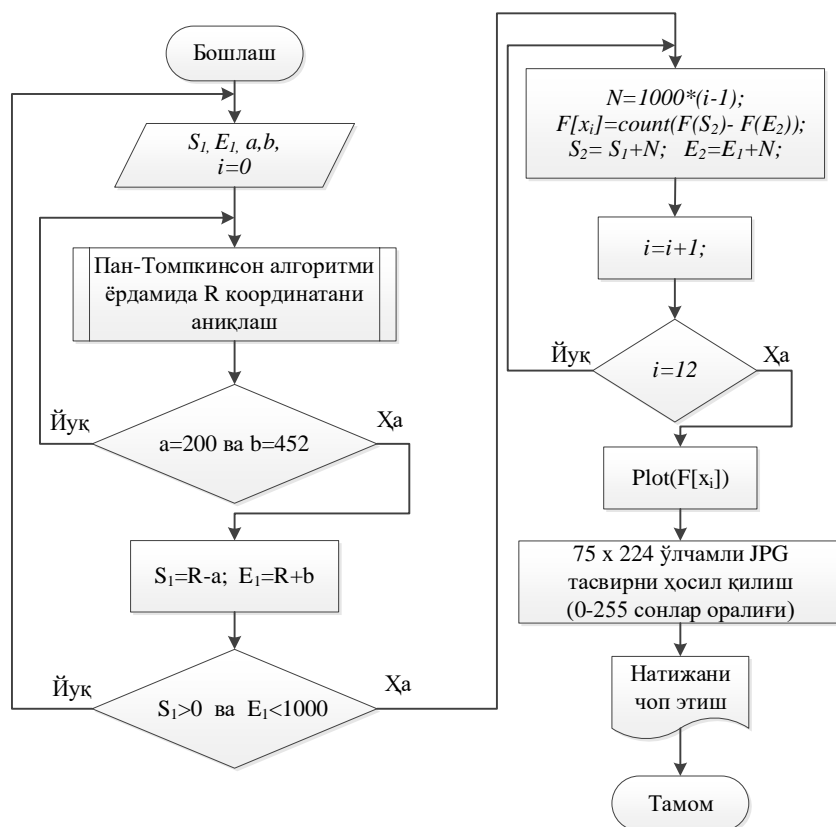 Бошлаш
S₁, E₁, a,b,
i=0
Пан-Томпкинсон алгоритми
ёрдамида R координатани
аниқлаш
Йуқ
Ҳа
a=200 ва b=452
S₁=R-a; E₁=R+b
Йуқ
Ҳа
S₁>0 ва E₁<1000
N=1000*(i-1);
F[xᵢ]=count(F(S₂)- F(E₂));
S₂= S₁+N; E₂=E₁+N;
i=i+1;
Йуқ
Ҳа
i=12
Plot(F[xᵢ])
75 x 224 ўлчамли JPG
тасвирни ҳосил қилиш
(0-255 сонлар оралиғи)
Натижани
чоп этиш
Тамом